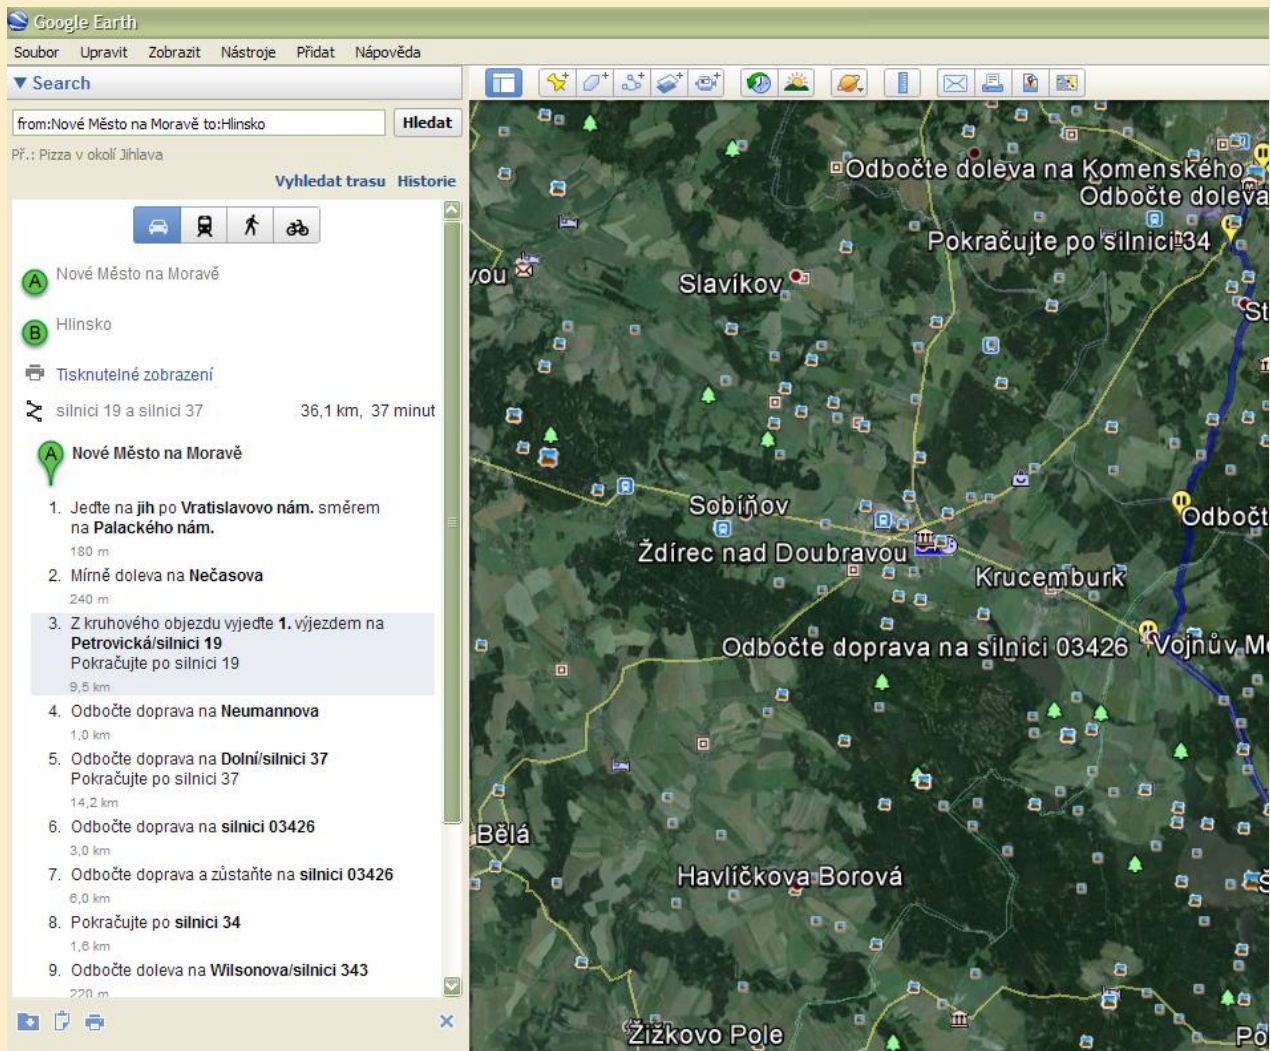 Google Earth
Soubor Upravit Zobrazit Nástroje Přidat Nápověda
Search
from:Nové Město na Moravě to:Hlinsko
Hledat
Př.: Pizza v okolí Jihlava
Vyhledat trasu Historie
A Nové Město na Moravě
B Hlinsko
Tisknutelné zobrazení
silnici 19 a silnici 37 36,1 km, 37 minut
A Nové Město na Moravě
1. Jeďte na jih po Vratislavovo nám. směrem
na Palackého nám.
180 m
2. Mírně doleva na Nečasova
240 m
3. Z kruhového objezdu vyjeďte 1. výjezdem na
Petrovická/silnici 19
Pokračujte po silnici 19
9,5 km
4. Odbočte doprava na Neumannova
1,0 km
5. Odbočte doprava na Dolní/silnici 37
Pokračujte po silnici 37
14,2 km
6. Odbočte doprava na silnici 03426
3,0 km
7. Odbočte doprava a zůstaňte na silnici 03426
6,0 km
8. Pokračujte po silnici 34
1,6 km
9. Odbočte doleva na Wilsonova/silnici 343
220 m
Odbočte doleva na Komenského
Odbočte doleva
Pokračujte po silnici 34
vou
Slavíkov
St
Sobíňov
Odbočt
Ždírec nad Doubravou
Krucemburk
Odbočte doprava na silnici 03426
Vojnův Mě
Bělá
Havlíčkova Borová
Š
Žižkovo Pole
Po